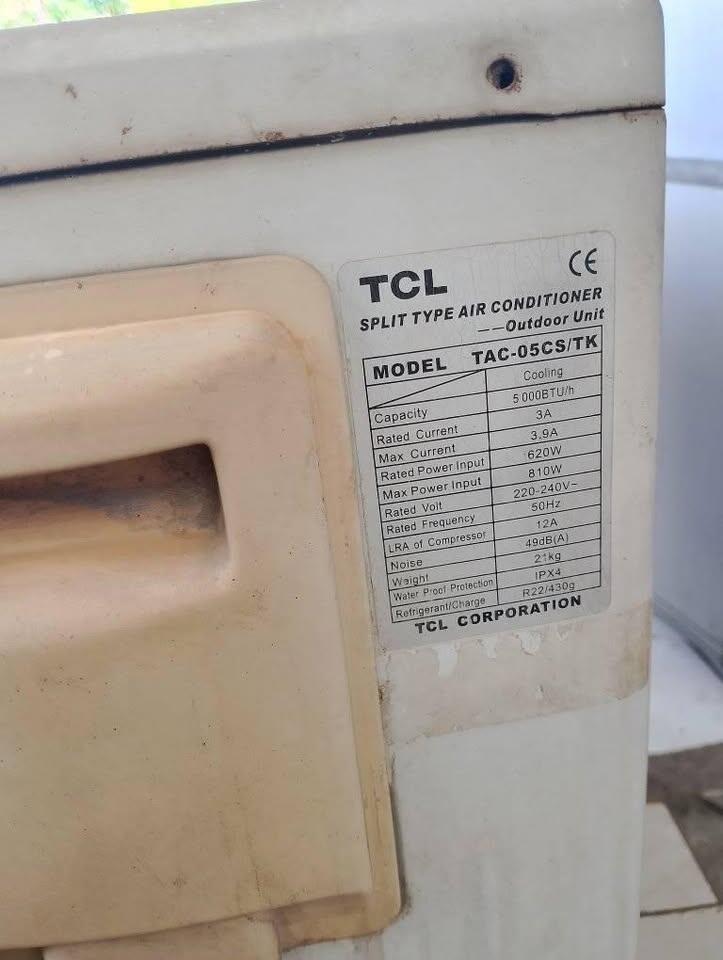 TCL CE
SPLIT TYPE AIR CONDITIONER
——Outdoor Unit
MODEL TAC-05CS/TK
Cooling
Capacity 5000BTU/h
Rated Current 3A
Max Current 3.9A
Rated Power Input 620W
Max Power Input 810W
Rated Volt 220-240V~
Rated Frequency 50Hz
LRA of Compressor 12A
Noise 49dB(A)
Weight 21kg
Water Proof Protection IPX4
Refrigerant/Charge R22/430g
TCL CORPORATION